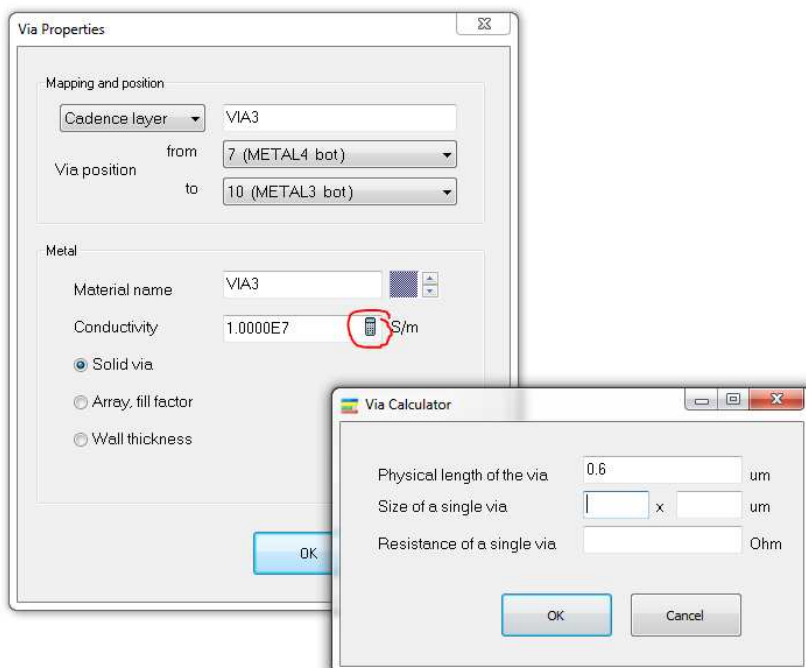 Via Properties
Mapping and position
Cadence layer VIA3
Via position from 7 (METAL4 bot)
to 10 (METAL3 bot)
Metal
Material name VIA3
Conductivity 1.0000E7 S/m
Solid via
Array, fill factor
Wall thickness
OK
Via Calculator
Physical length of the via 0.6 um
Size of a single via x um
Resistance of a single via Ohm
OK Cancel